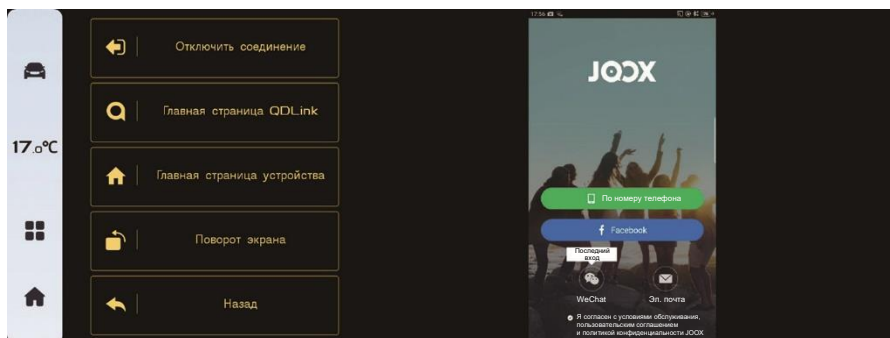 17.0°C
Отключить соединение
Главная страница QDLink
Главная страница устройства
Поворот экрана
Назад
17:56
JOOX
По номеру телефона
Facebook
Последний
вход
WeChat
Эл. почта
Я согласен с условиями обслуживания,
пользовательским соглашением
и политикой конфиденциальности JOOX